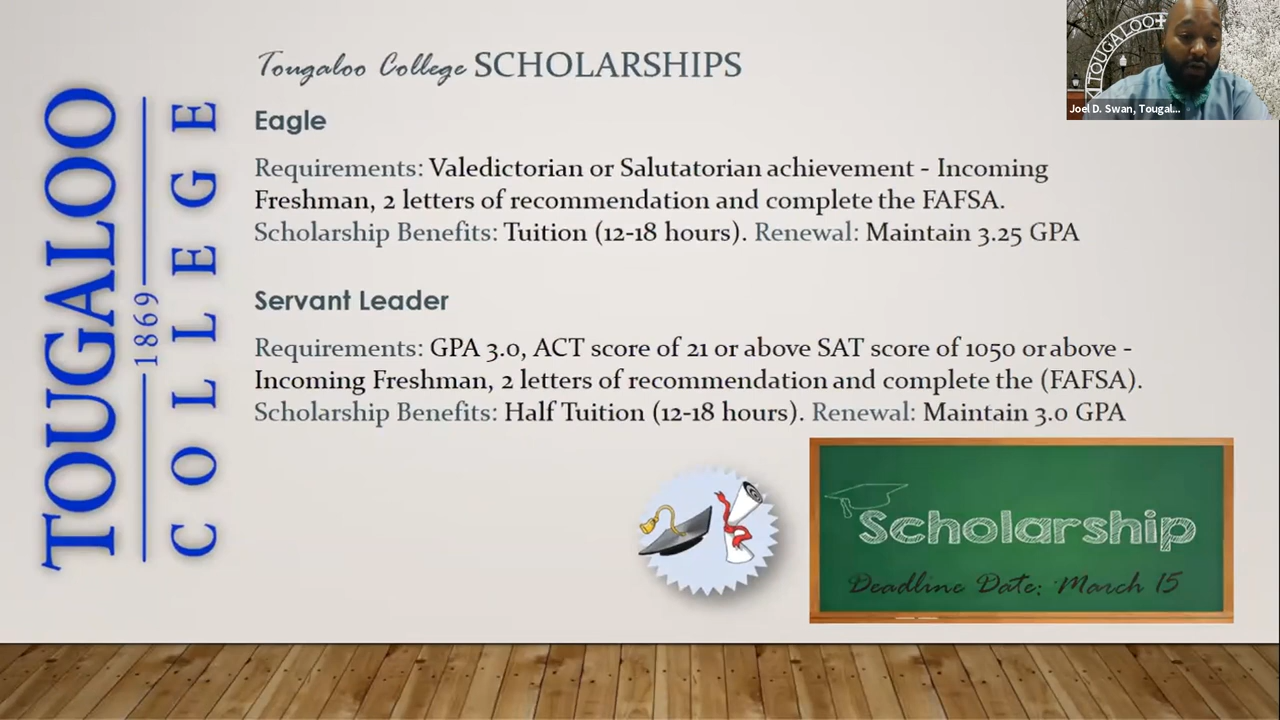 Tougaloo College SCHOLARSHIPS
Eagle
Requirements: Valedictorian or Salutatorian achievement - Incoming
Freshman, 2 letters of recommendation and complete the FAFSA.
Scholarship Benefits: Tuition (12-18 hours). Renewal: Maintain 3.25 GPA
Servant Leader
Requirements: GPA 3.0, ACT score of 21 or above SAT score of 1050 or above -
Incoming Freshman, 2 letters of recommendation and complete the (FAFSA).
Scholarship Benefits: Half Tuition (12-18 hours). Renewal: Maintain 3.0 GPA
TOUGALOO
1869
COLLEGE
Scholarship
Deadline Date: March 15
TOUGALOO
Joel D. Swan, Tougal...